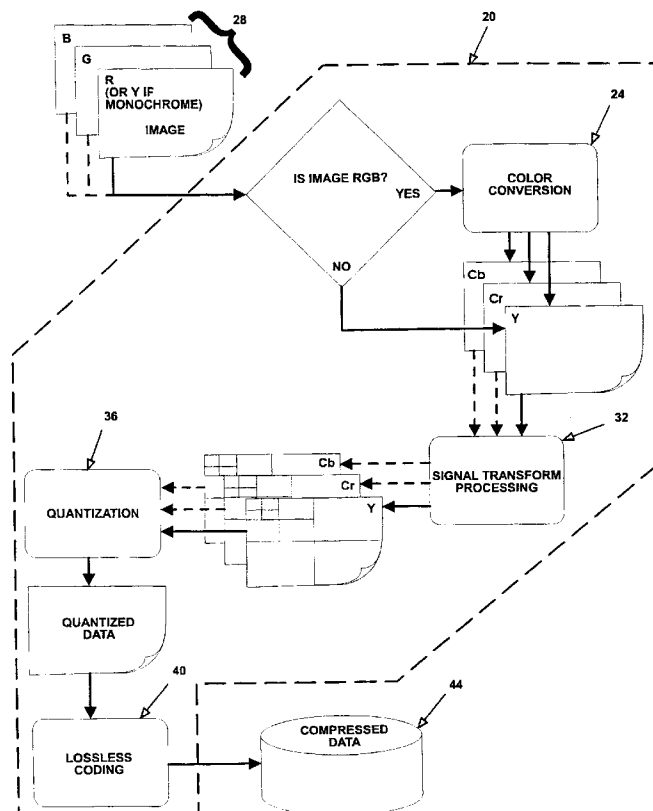 28
B
G
R
(OR Y IF
MONOCHROME)
IMAGE
20
24
IS IMAGE RGB?
YES
NO
COLOR
CONVERSION
Cb
Cr
Y
36
32
QUANTIZATION
Cb
Cr
Y
SIGNAL TRANSFORM
PROCESSING
QUANTIZED
DATA
40
44
LOSSLESS
CODING
COMPRESSED
DATA